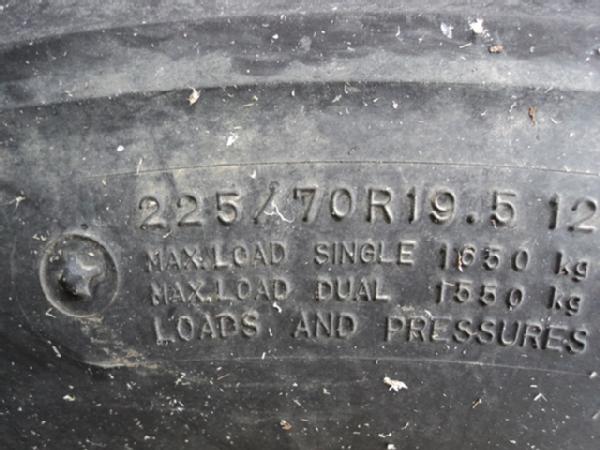 225/70R19.5 12
MAX.LOAD SINGLE 1650 kg
MAX.LOAD DUAL 1550 kg
LOADS AND PRESSURES